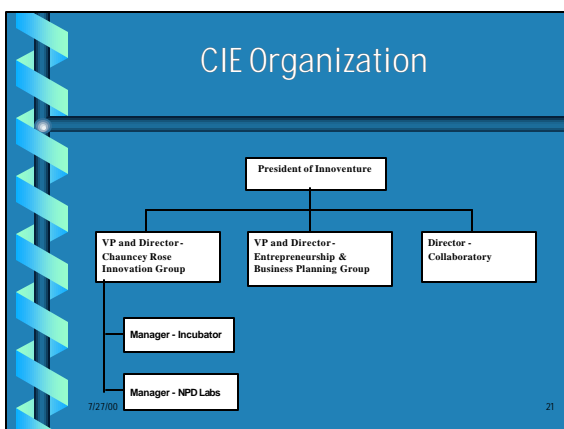 CIE Organization
President of Innoventure
VP and Director -
Chauncey Rose
Innovation Group
VP and Director -
Entrepreneurship &
Business Planning Group
Director -
Collaboratory
Manager - Incubator
Manager - NPD Labs
7/27/00
21